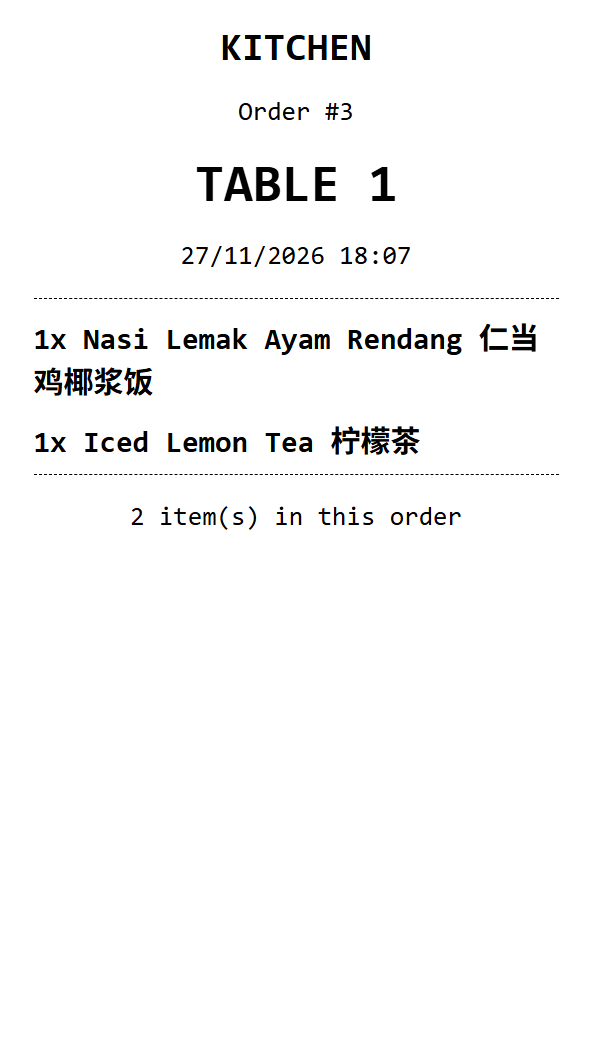 KITCHEN
Order #3
TABLE 1
27/11/2026 18:07
1x Nasi Lemak Ayam Rendang 仁当
鸡椰浆饭
1x Iced Lemon Tea 柠檬茶
2 item(s) in this order